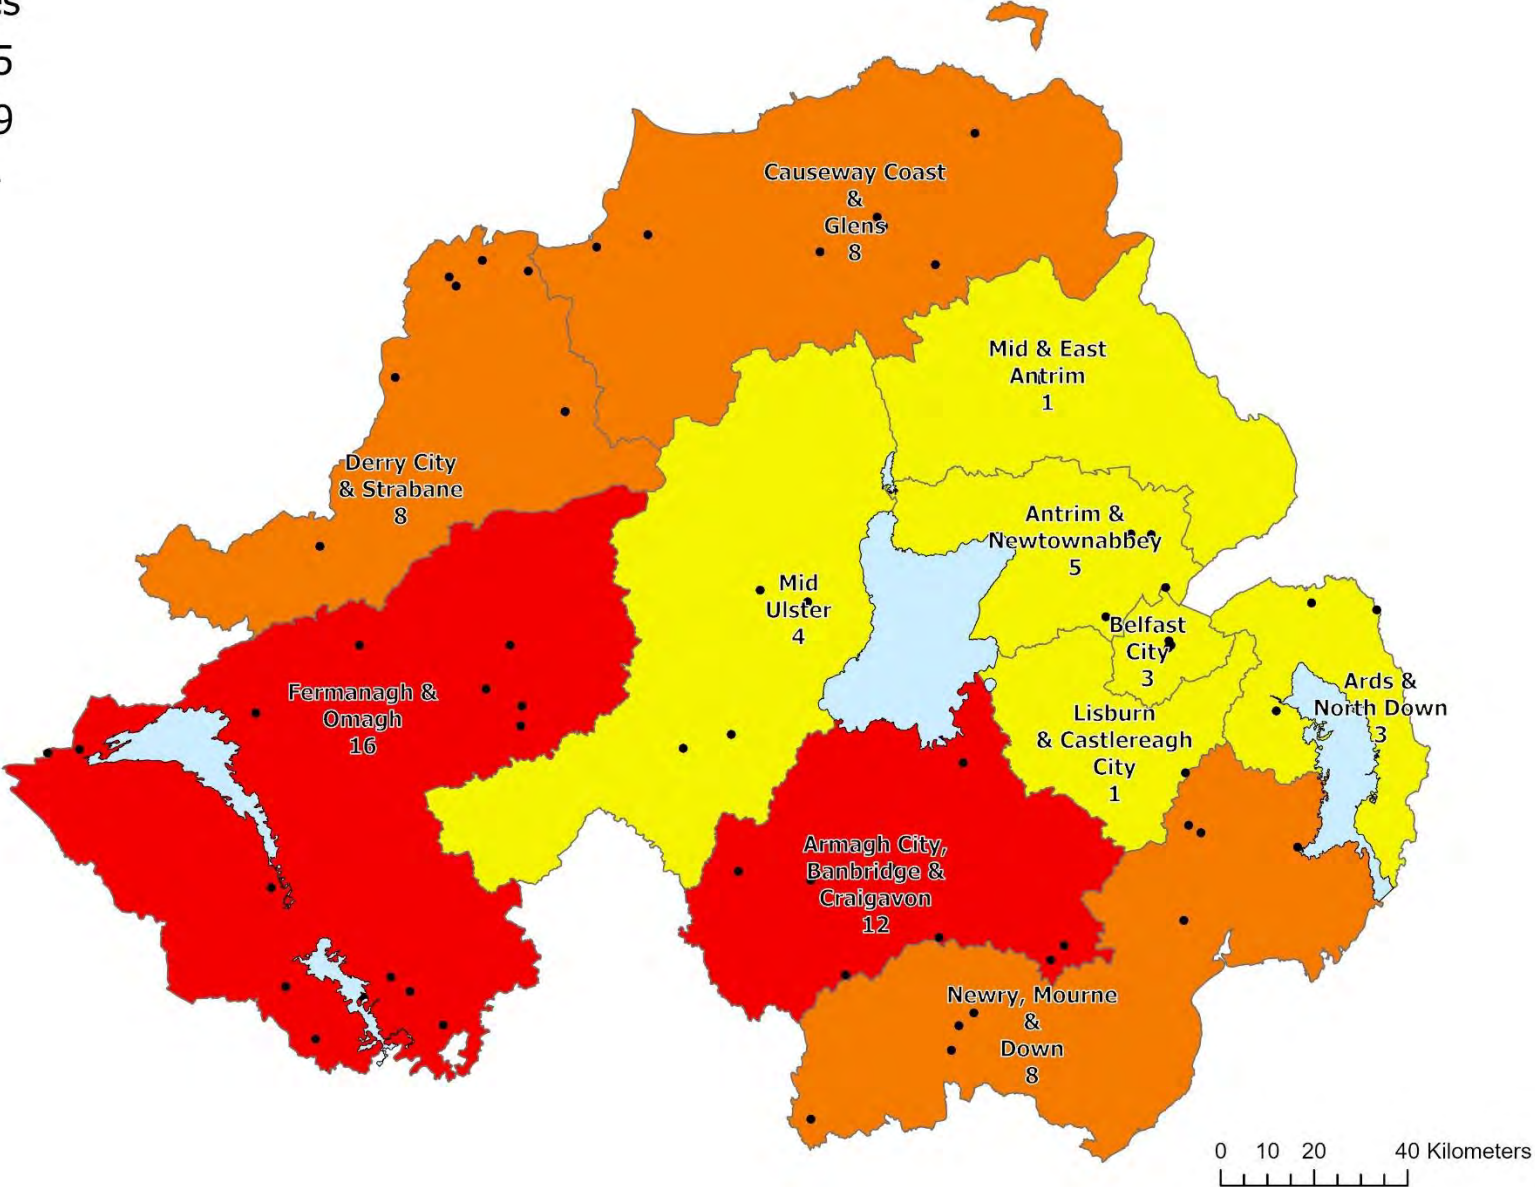 s
5
9
Causeway Coast
&
Glens
8
Mid & East
Antrim
1
Derry City
& Strabane
8
Antrim &
Newtownabbey
5
Mid
Ulster
4
Belfast
City
3
Fermanagh &
Omagh
16
Ards &
North Down
3
Lisburn
& Castlereagh
City
1
Armagh City,
Banbridge &
Craigavon
12
Newry, Mourne
&
Down
8
0 10 20 40 Kilometers